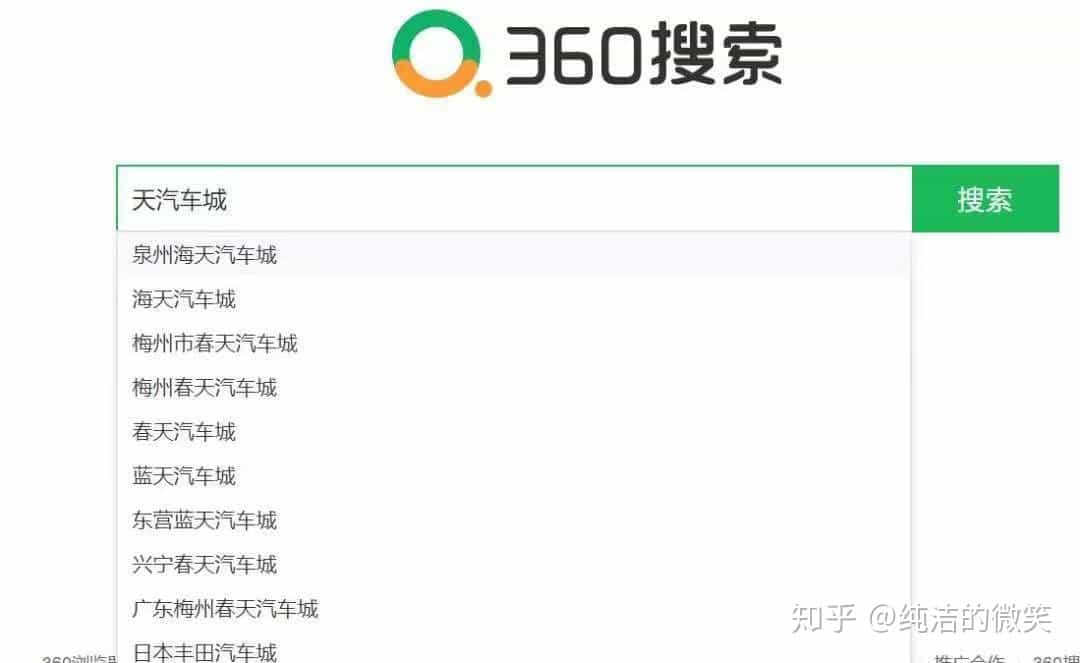 360搜索
天汽车城 搜索
泉州海天汽车城
海天汽车城
梅州市春天汽车城
梅州春天汽车城
春天汽车城
蓝天汽车城
东营蓝天汽车城
兴宁春天汽车城
广东梅州春天汽车城
日本丰田汽车城
知乎 @纯洁的微笑
360浏览
推广合作
360搜